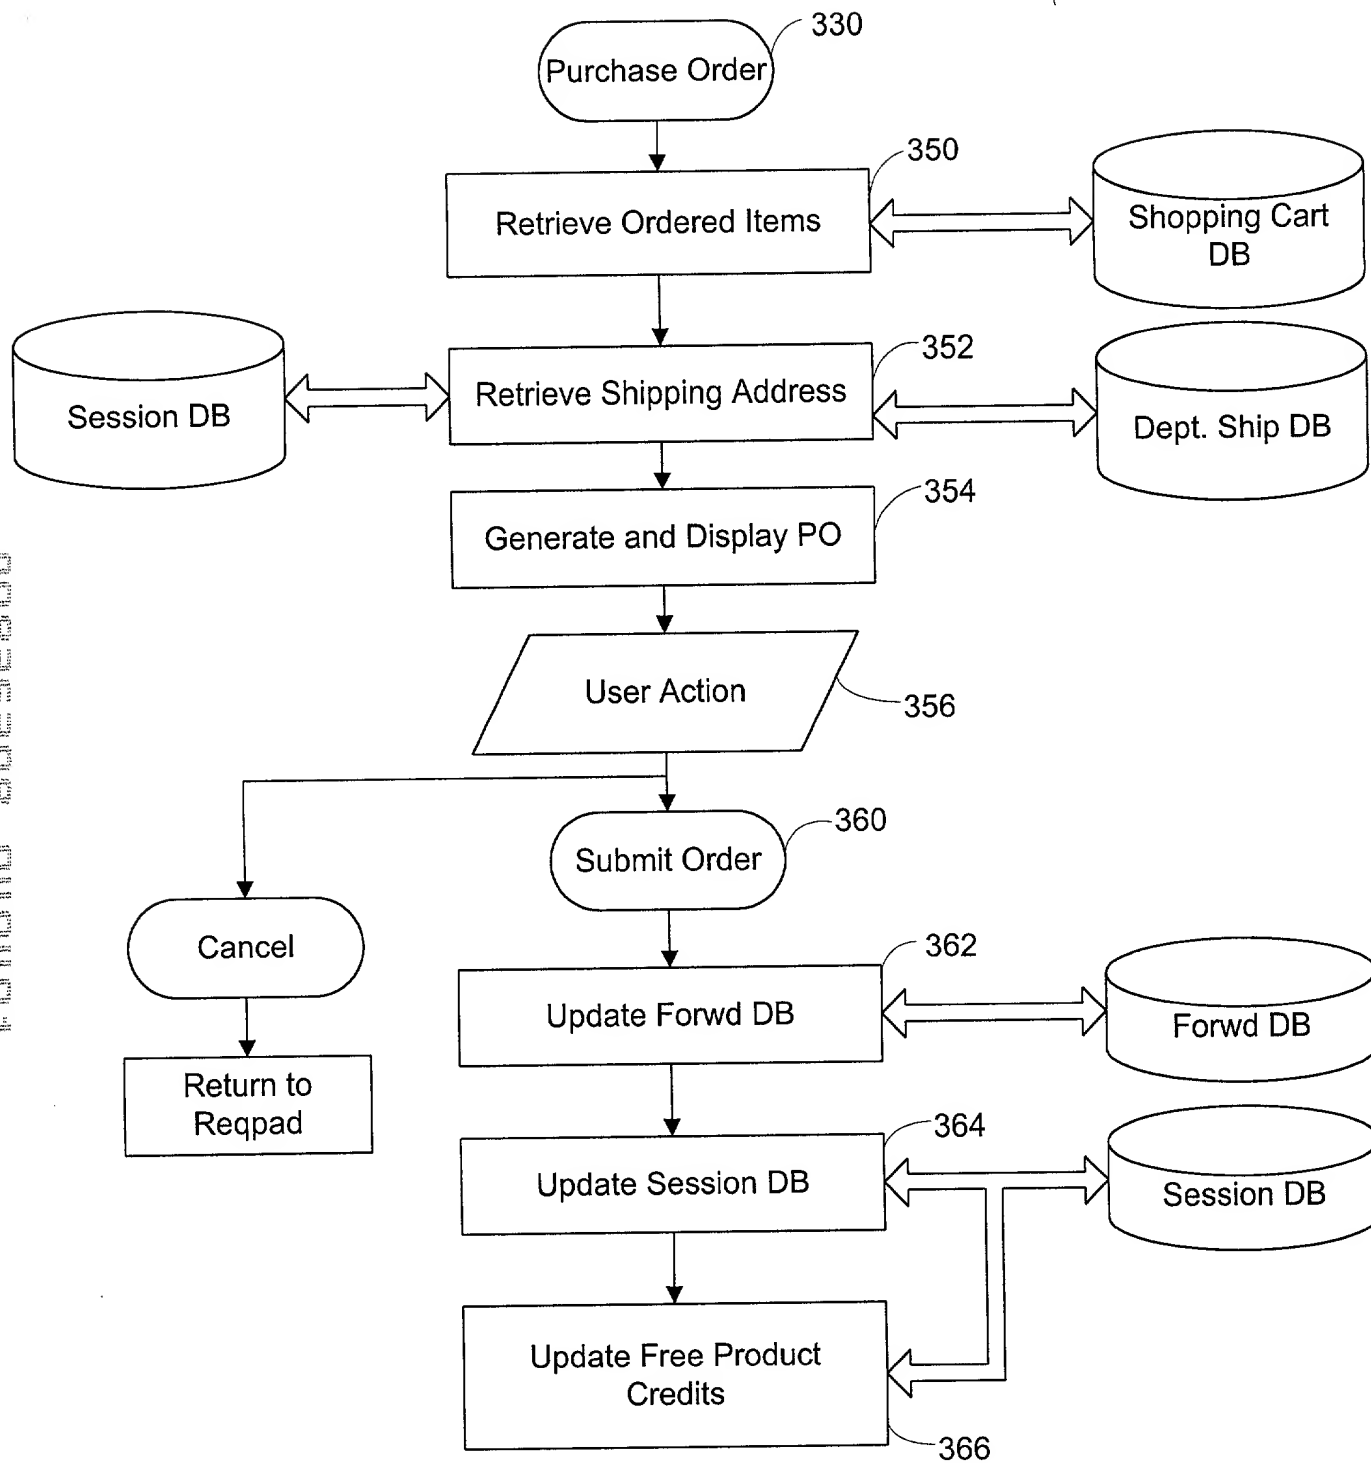 330
Purchase Order
350
Retrieve Ordered Items
Shopping Cart
DB
352
Session DB
Retrieve Shipping Address
Dept. Ship DB
354
Generate and Display PO
User Action
356
360
Submit Order
Cancel
362
Update Forwd DB
Forwd DB
Return to
Reqpad
364
Update Session DB
Session DB
Update Free Product
Credits
366